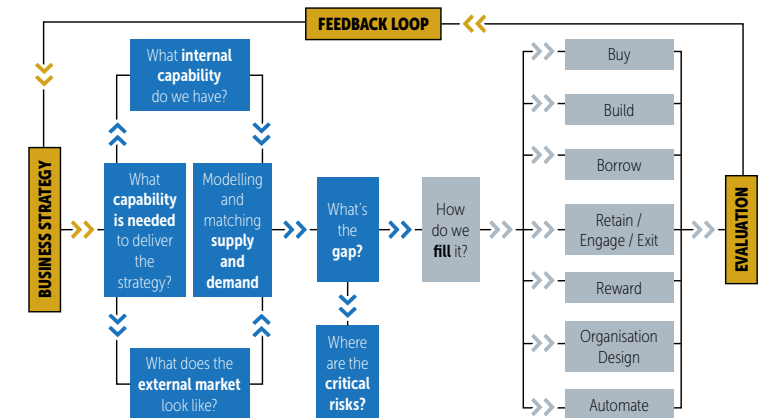 FEEDBACK LOOP
BUSINESS STRATEGY
What internal
capability
do we have?
What
capability
is needed
to deliver
the
strategy?
Modelling
and
matching
supply
and
demand
What does the
external market
look like?
What's
the
gap?
Where
are the
critical
risks?
How
do we
fill it?
Buy
Build
Borrow
Retain /
Engage / Exit
Reward
Organisation
Design
Automate
EVALUATION